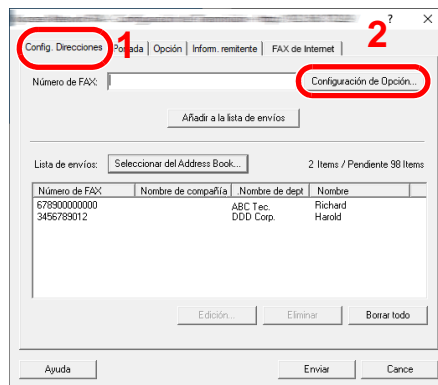 ? X
1 2
Config. Direcciones Portada Opción Inform. remitente FAX de Internet
Número de FAX: Configuración de Opción...
Añadir a la lista de envíos
Lista de envíos: Seleccionar del Address Book... 2 Items / Pendiente 98 Items
Número de FAX Nombre de compañía .Nombre de dept Nombre
678900000000 ABC Tec. Richard
3456789012 DDD Corp. Harold
Edición... Eliminar Borrar todo
Ayuda Enviar Cance